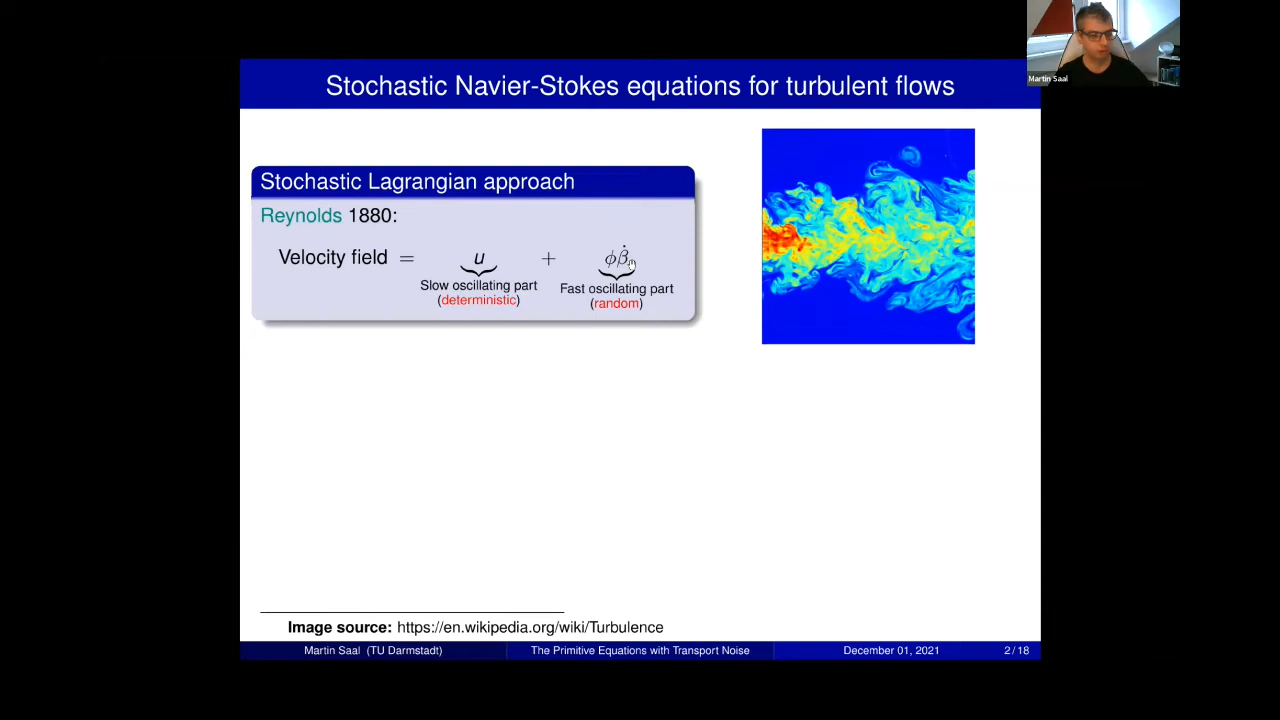 Martin Saal
Stochastic Navier-Stokes equations for turbulent flows
Stochastic Lagrangian approach
Reynolds 1880:
Velocity field = u + ϕβ̇
Slow oscillating part Fast oscillating part
(deterministic) (random)
Image source: https://en.wikipedia.org/wiki/Turbulence
Martin Saal (TU Darmstadt) The Primitive Equations with Transport Noise December 01, 2021 2 / 18